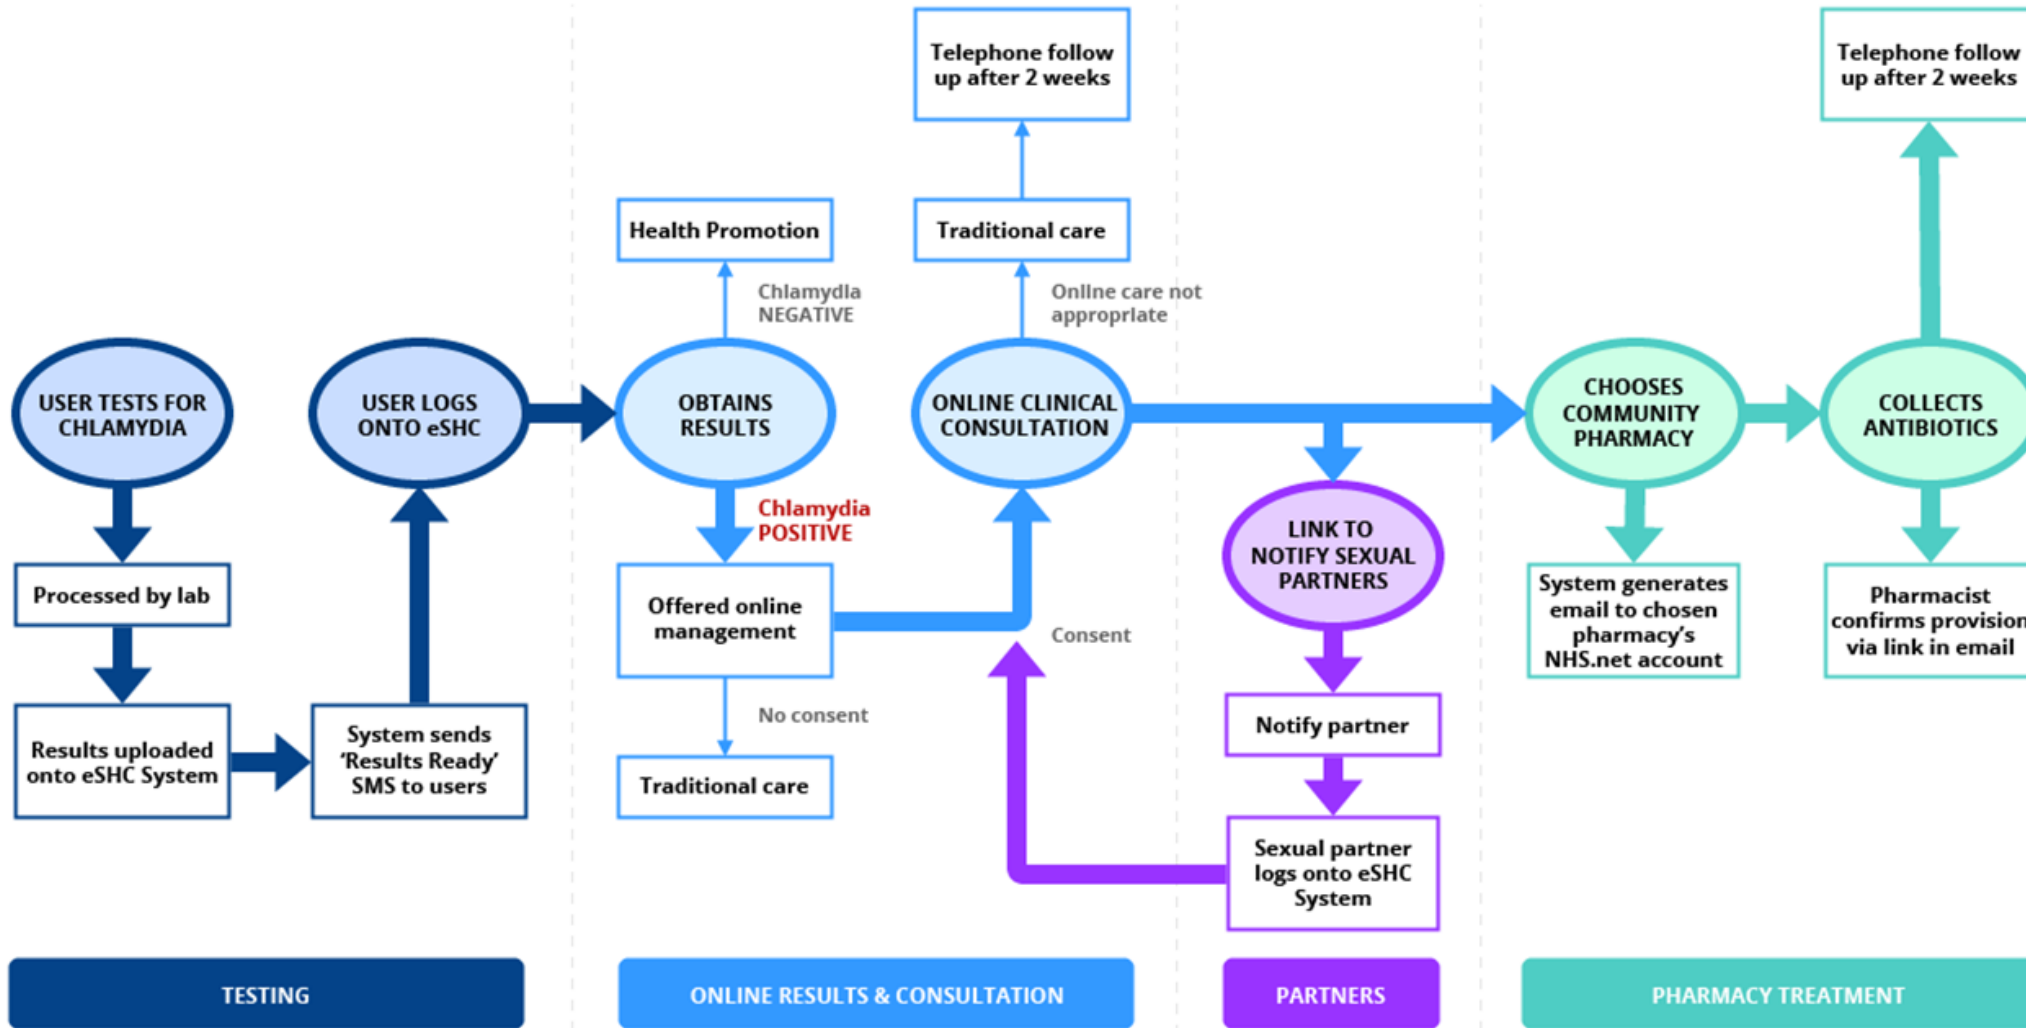 Telephone follow
up after 2 weeks
Telephone follow
up after 2 weeks
Health Promotion
Traditional care
Chlamydia
NEGATIVE
Online care not
appropriate
USER TESTS FOR
CHLAMYDIA
USER LOGS
ONTO eSHC
OBTAINS
RESULTS
ONLINE CLINICAL
CONSULTATION
CHOOSES
COMMUNITY
PHARMACY
COLLECTS
ANTIBIOTICS
Chlamydia
POSITIVE
LINK TO
NOTIFY SEXUAL
PARTNERS
Processed by lab
Offered online
management
Consent
System generates
email to chosen
pharmacy's
NHS.net account
Pharmacist
confirms provision
via link in email
No consent
Notify partner
Results uploaded
onto eSHC System
System sends
‘Results Ready’
SMS to users
Traditional care
Sexual partner
logs onto eSHC
System
TESTING
ONLINE RESULTS & CONSULTATION
PARTNERS
PHARMACY TREATMENT